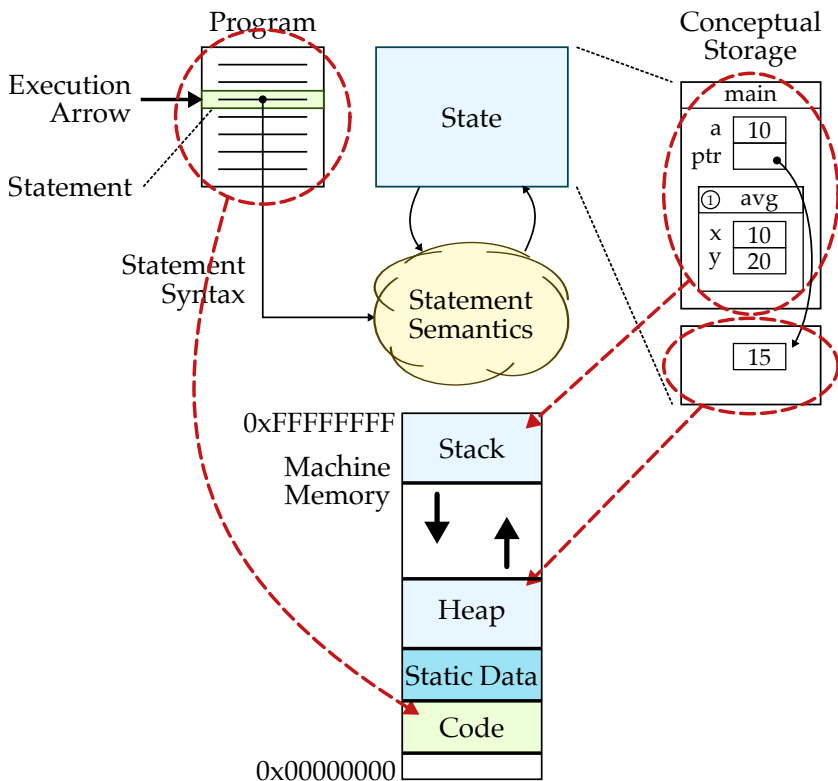 Program
Conceptual
Storage
Execution
Arrow
Statement
State
main
a 10
ptr
1 avg
x 10
y 20
Statement
Syntax
Statement
Semantics
15
0xFFFFFFFF
Machine
Memory
Stack
Heap
Static Data
Code
0x00000000